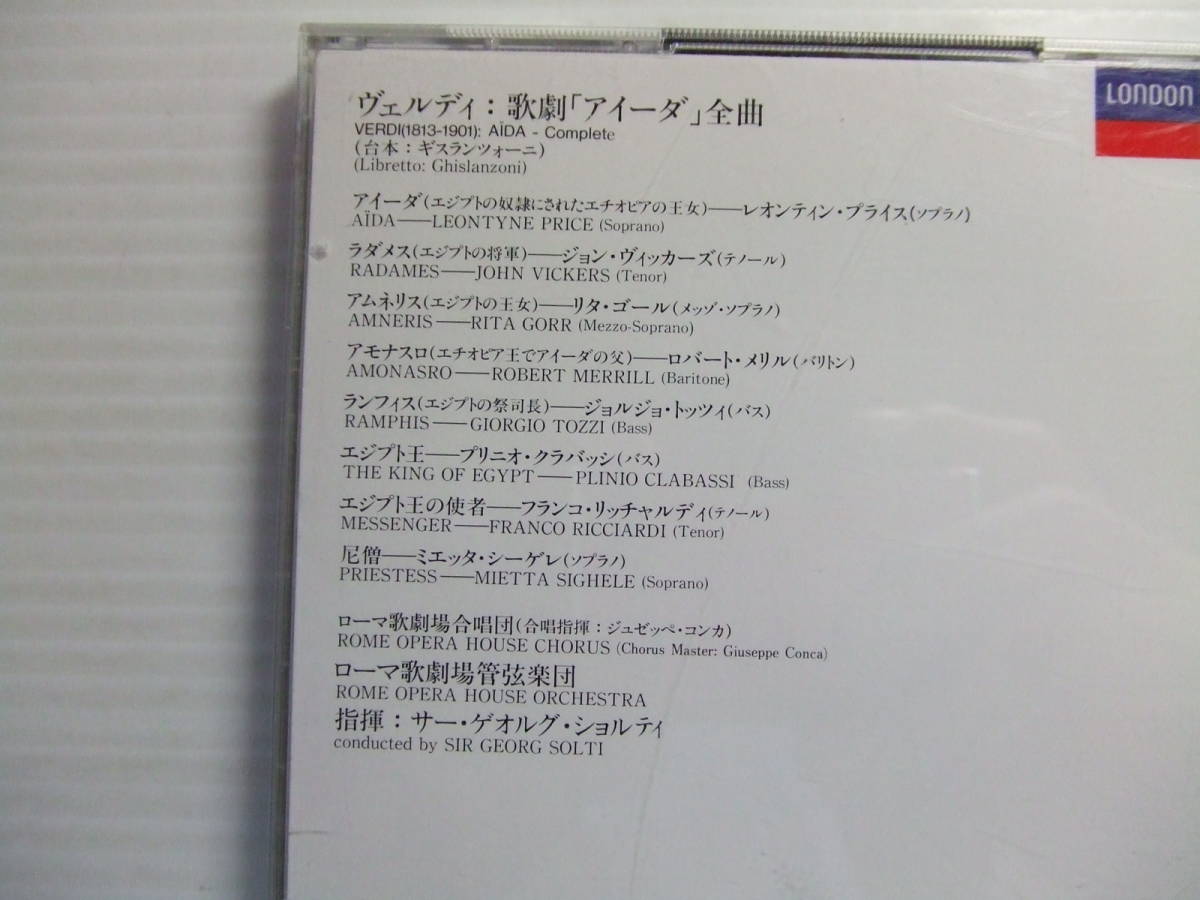 ヴェルディ：歌劇「アイーダ」全曲
VERDI(1813-1901): AÏDA - Complete
(台本：ギスランツォーニ)
(Libretto: Ghislanzoni)
LONDON
アイーダ(エジプトの奴隷にされたエチオピアの王女)——レオンティン・プライス(ソプラノ)
AÏDA——LEONTYNE PRICE (Soprano)
ラダメス(エジプトの将軍)——ジョン・ヴィッカーズ(テノール)
RADAMES——JOHN VICKERS (Tenor)
アムネリス(エジプトの王女)——リタ・ゴール(メッゾ・ソプラノ)
AMNERIS——RITA GORR (Mezzo-Soprano)
アモナスロ(エチオピア王でアイーダの父)——ロバート・メリル(バリトン)
AMONASRO——ROBERT MERRILL (Baritone)
ランフィス(エジプトの祭司長)——ジョルジョ・トッツィ(バス)
RAMPHIS——GIORGIO TOZZI (Bass)
エジプト王——プリニオ・クラバッシ(バス)
THE KING OF EGYPT——PLINIO CLABASSI (Bass)
エジプト王の使者——フランコ・リッチャルディ(テノール)
MESSENGER——FRANCO RICCIARDI (Tenor)
尼僧——ミエッタ・シーゲレ(ソプラノ)
PRIESTESS——MIETTA SIGHELE (Soprano)
ローマ歌劇場合唱団(合唱指揮：ジュゼッペ・コンカ)
ROME OPERA HOUSE CHORUS (Chorus Master: Giuseppe Conca)
ローマ歌劇場管弦楽団
ROME OPERA HOUSE ORCHESTRA
指揮：サー・ゲオルグ・ショルティ
conducted by SIR GEORG SOLTI